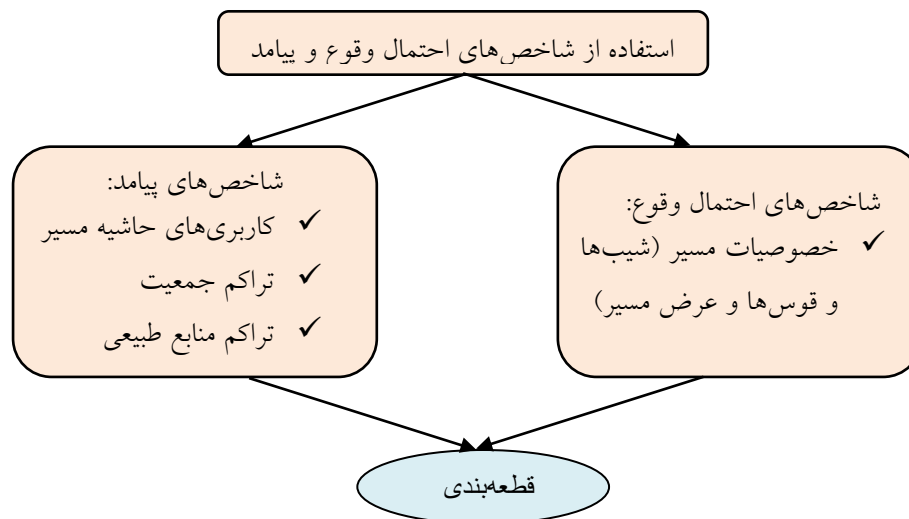 استفاده از شاخص‌های احتمال وقوع و پیامد
شاخص‌های احتمال وقوع:
✓ خصوصیات مسیر (شیب‌ها
و قوس‌ها و عرض مسیر)
شاخص‌های پیامد:
✓ کاربری‌های حاشیه مسیر
✓ تراکم جمعیت
✓ تراکم منابع طبیعی
قطعه‌بندی